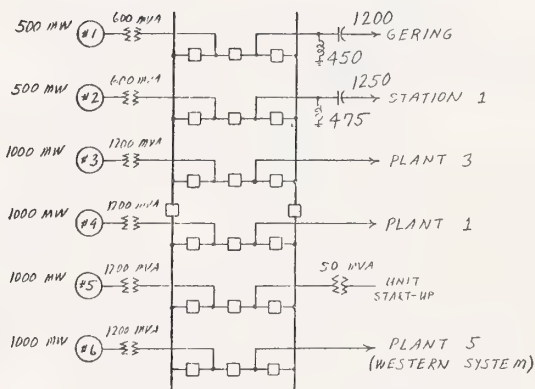 500 MW #1 600 MVA 1200 GERING
450
500 MW #2 600 MVA 1250 STATION 1
475
1000 MW #3 1200 MVA PLANT 3
1000 MW #4 1200 MVA PLANT 1
1000 MW #5 1200 MVA 50 MVA UNIT
START-UP
1000 MW #6 1200 MVA PLANT 5
(WESTERN SYSTEM)